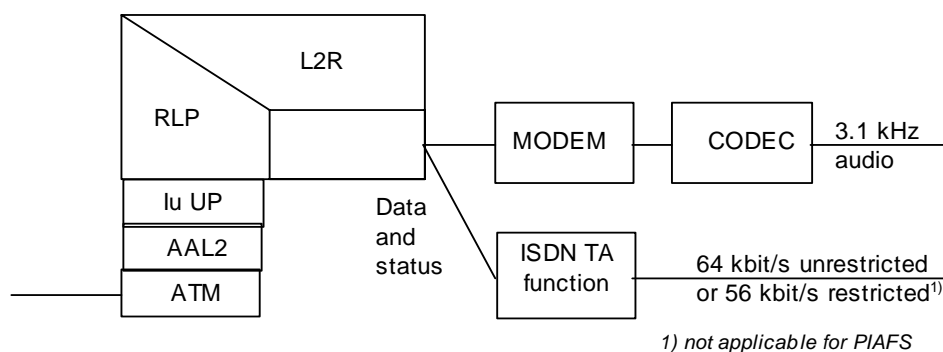 L2R
RLP
MODEM
CODEC
3.1 kHz
audio
Iu UP
AAL2
ATM
Data
and
status
ISDN TA
function
64 kbit/s unrestricted
or 56 kbit/s restricted1)
1) not applicable for PIAFS